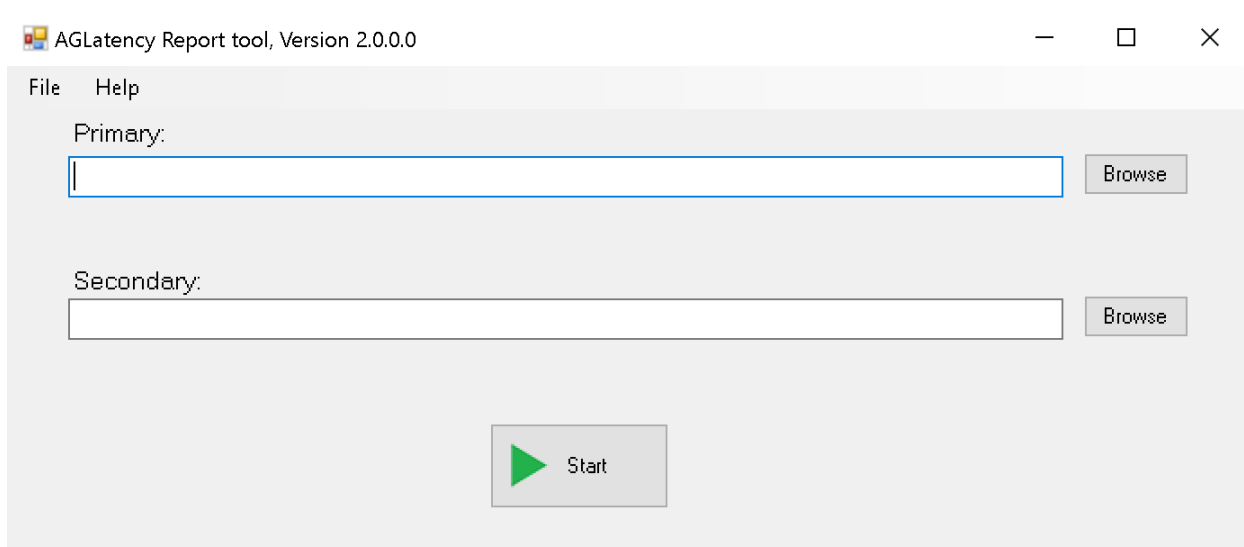 AGLatency Report tool, Version 2.0.0.0
File Help
Primary:
Browse
Secondary:
Browse
Start